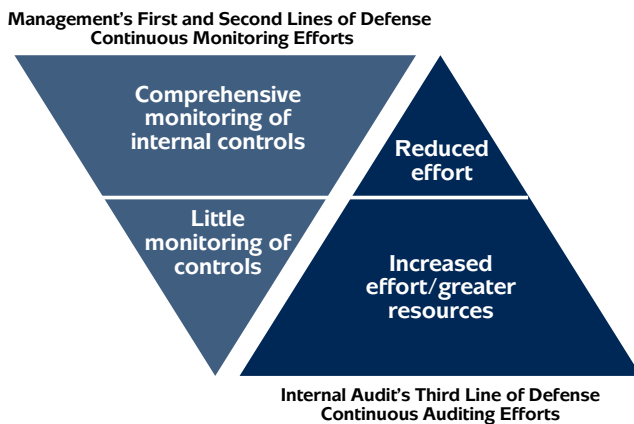 Management's First and Second Lines of Defense
Continuous Monitoring Efforts
Comprehensive
monitoring of
internal controls
Reduced
effort
Little
monitoring of
controls
Increased
effort/greater
resources
Internal Audit's Third Line of Defense
Continuous Auditing Efforts